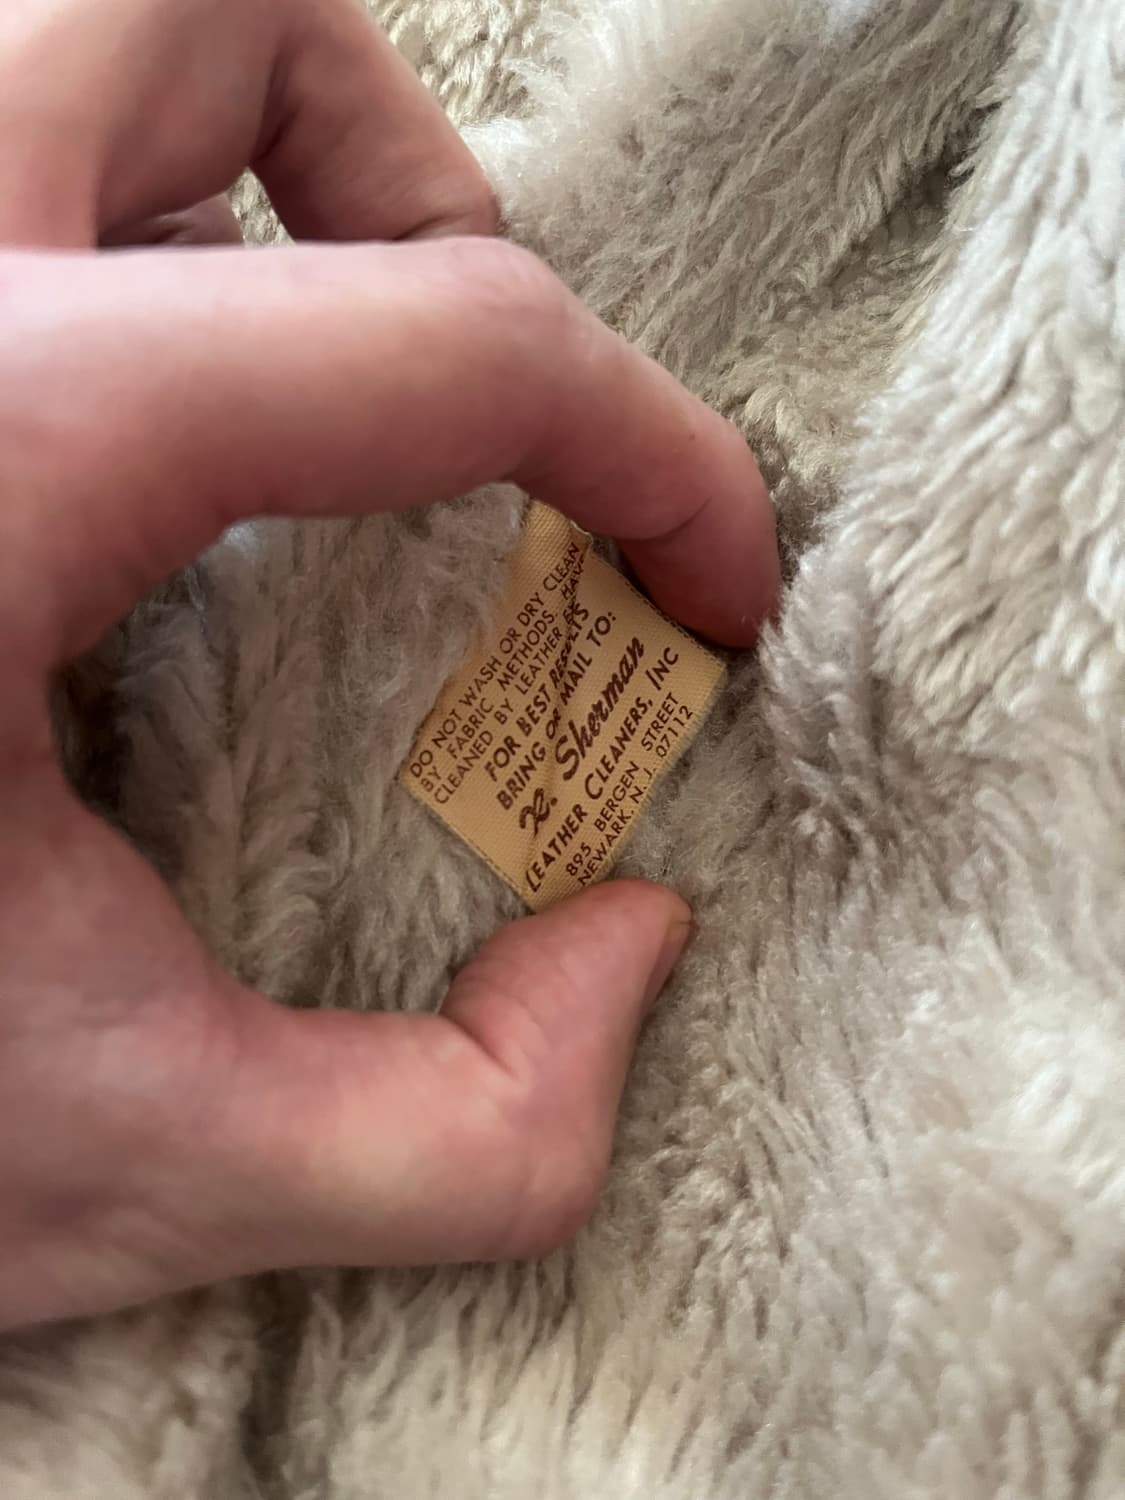 DO NOT WASH OR DRY CLEAN
BY FABRIC METHODS. HAVE
CLEANED BY LEATHER
FOR BEST RESULTS
BRING OR MAIL TO:
Sherman
LEATHER CLEANERS, INC
895 BERGEN STREET
NEWARK. N. J. 07112